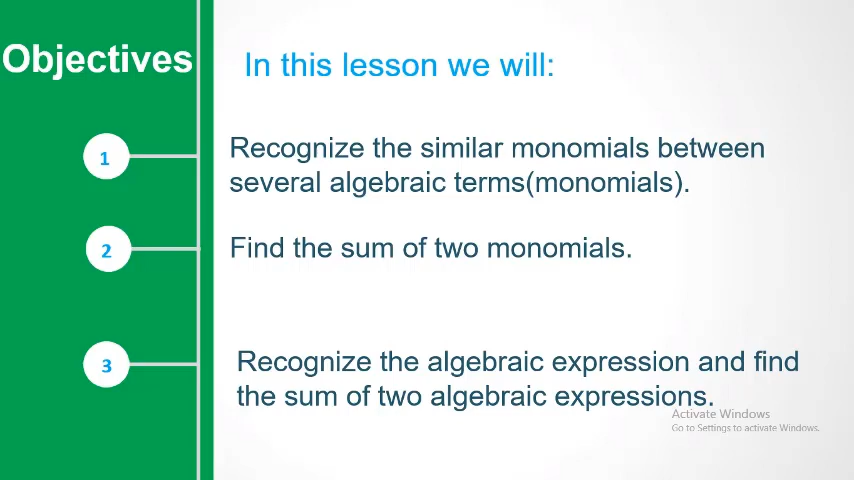 Objectives
In this lesson we will:
1
Recognize the similar monomials between
several algebraic terms(monomials).
2
Find the sum of two monomials.
3
Recognize the algebraic expression and find
the sum of two algebraic expressions.
Activate Windows
Go to Settings to activate Windows.